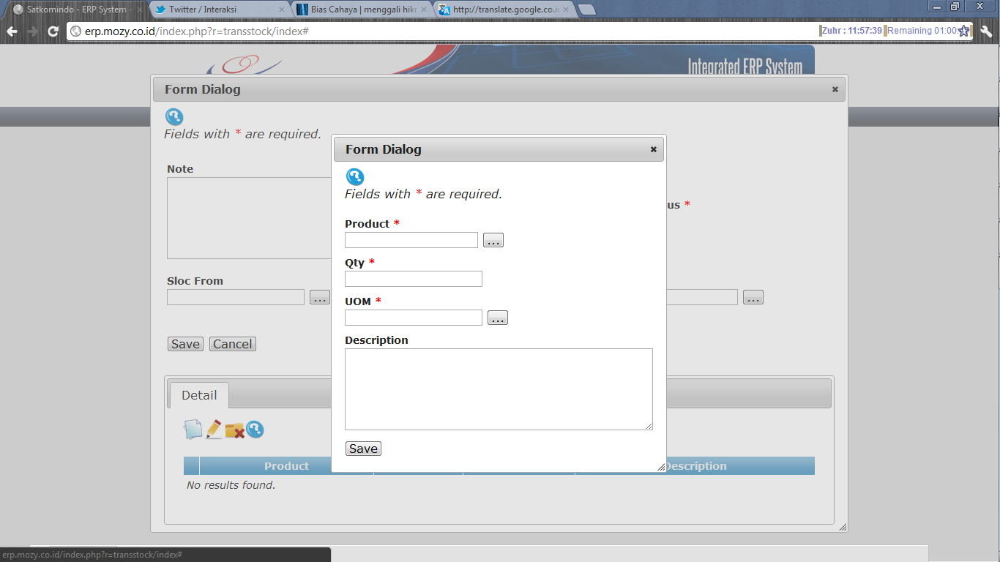 Satkomindo - ERP System -
Twitter / Interaksi
Bias Cahaya | menggali hikm
http://translate.google.co.id
erp.mozy.co.id/index.php?r=transstock/index#
Zuhr : 11:57:39
Remaining 01:00
Integrated ERP System
Form Dialog
Fields with * are required.
Note
us *
Sloc From
...
...
Save
Cancel
Detail
Product
Description
No results found.
Form Dialog
Fields with * are required.
Product *
...
Qty *
UOM *
...
Description
Save
erp.mozy.co.id/index.php?r=transstock/index#